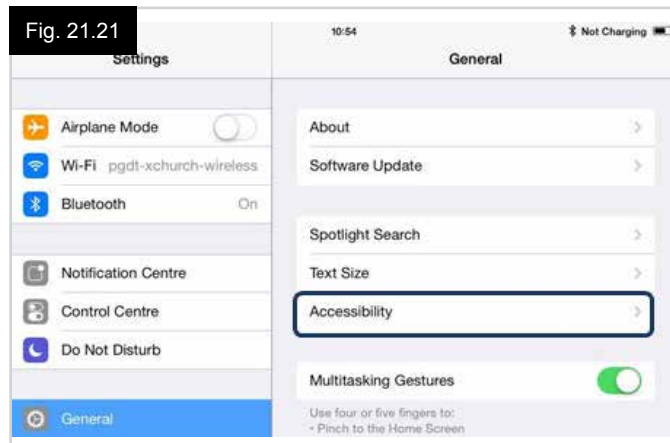 Fig. 21.21
10:54
Not Charging
Settings
General
Airplane Mode
Wi-Fi pgdt-xchurch-wireless
Bluetooth On
Notification Centre
Control Centre
Do Not Disturb
General
About
Software Update
Spotlight Search
Text Size
Accessibility
Multitasking Gestures
Use four or five fingers to:
- Pinch to the Home Screen